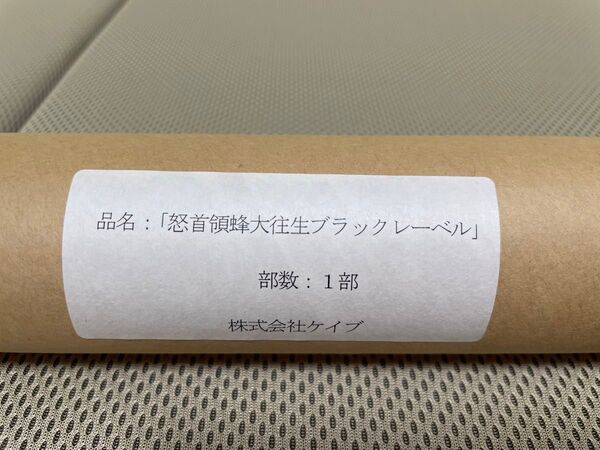 品名：「怒首領蜂大往生ブラックレーベル」
部数：１部
株式会社ケイブ